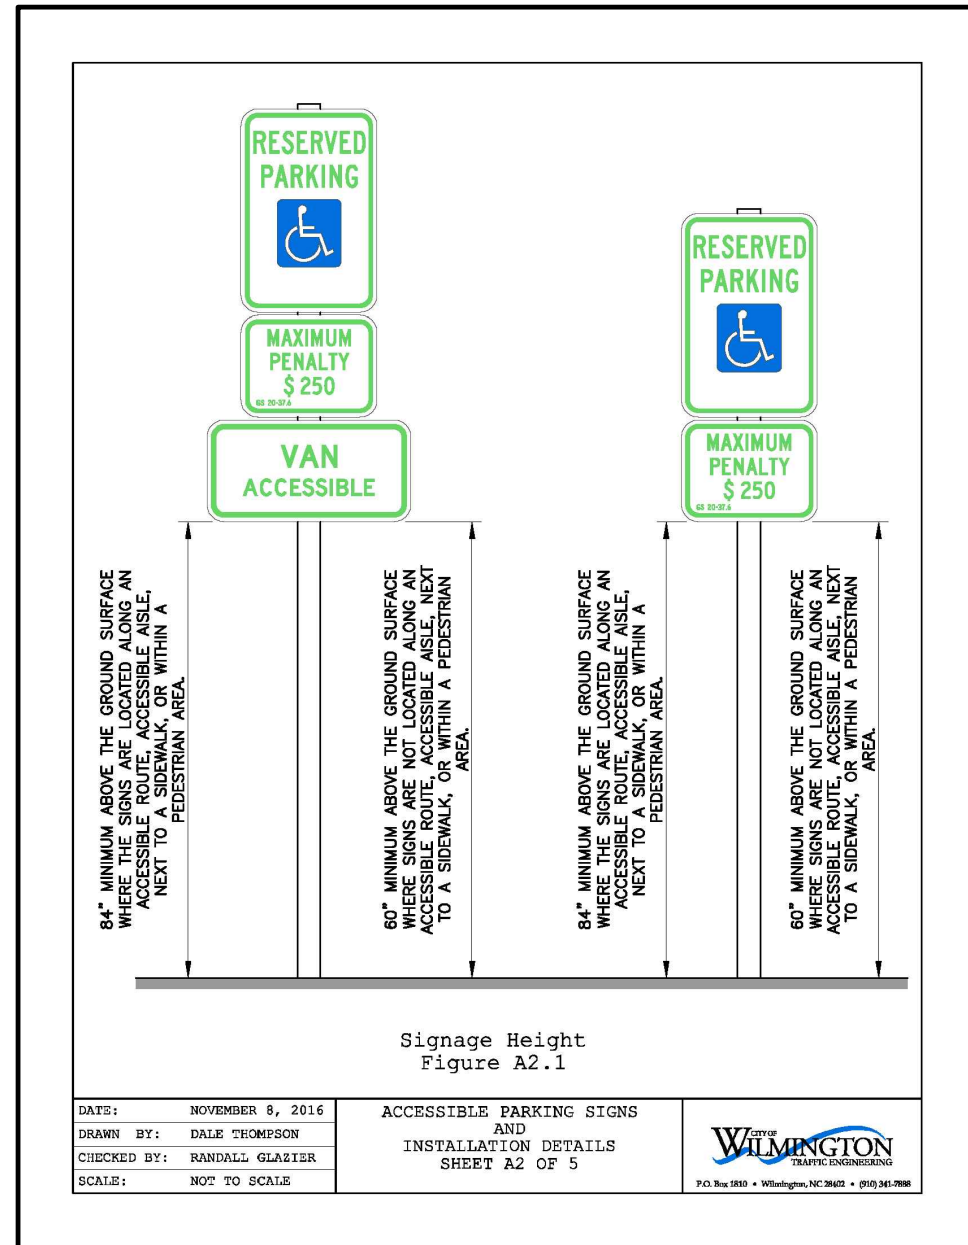 RESERVED
PARKING
MAXIMUM
PENALTY
$ 250
GS 20-37.6
VAN
ACCESSIBLE
RESERVED
PARKING
MAXIMUM
PENALTY
$ 250
GS 20-37.6
84" MINIMUM ABOVE THE GROUND SURFACE
WHERE THE SIGNS ARE LOCATED ALONG AN
ACCESSIBLE ROUTE, ACCESSIBLE AISLE,
NEXT TO A SIDEWALK, OR WITHIN A
PEDESTRIAN AREA.
60" MINIMUM ABOVE THE GROUND SURFACE
WHERE SIGNS ARE NOT LOCATED ALONG AN
ACCESSIBLE ROUTE, ACCESSIBLE AISLE, NEXT
TO A SIDEWALK, OR WITHIN A PEDESTRIAN
AREA.
84" MINIMUM ABOVE THE GROUND SURFACE
WHERE THE SIGNS ARE LOCATED ALONG AN
ACCESSIBLE ROUTE, ACCESSIBLE AISLE,
NEXT TO A SIDEWALK, OR WITHIN A
PEDESTRIAN AREA.
60" MINIMUM ABOVE THE GROUND SURFACE
WHERE SIGNS ARE NOT LOCATED ALONG AN
ACCESSIBLE ROUTE, ACCESSIBLE AISLE, NEXT
TO A SIDEWALK, OR WITHIN A PEDESTRIAN
AREA.
Signage Height
Figure A2.1
DATE: NOVEMBER 8, 2016
DRAWN BY: DALE THOMPSON
CHECKED BY: RANDALL GLAZIER
SCALE: NOT TO SCALE
ACCESSIBLE PARKING SIGNS
AND
INSTALLATION DETAILS
SHEET A2 OF 5
CITY OF
WILMINGTON
TRAFFIC ENGINEERING
P.O. Box 1810 • Wilmington, NC 28402 • (910) 341-7888